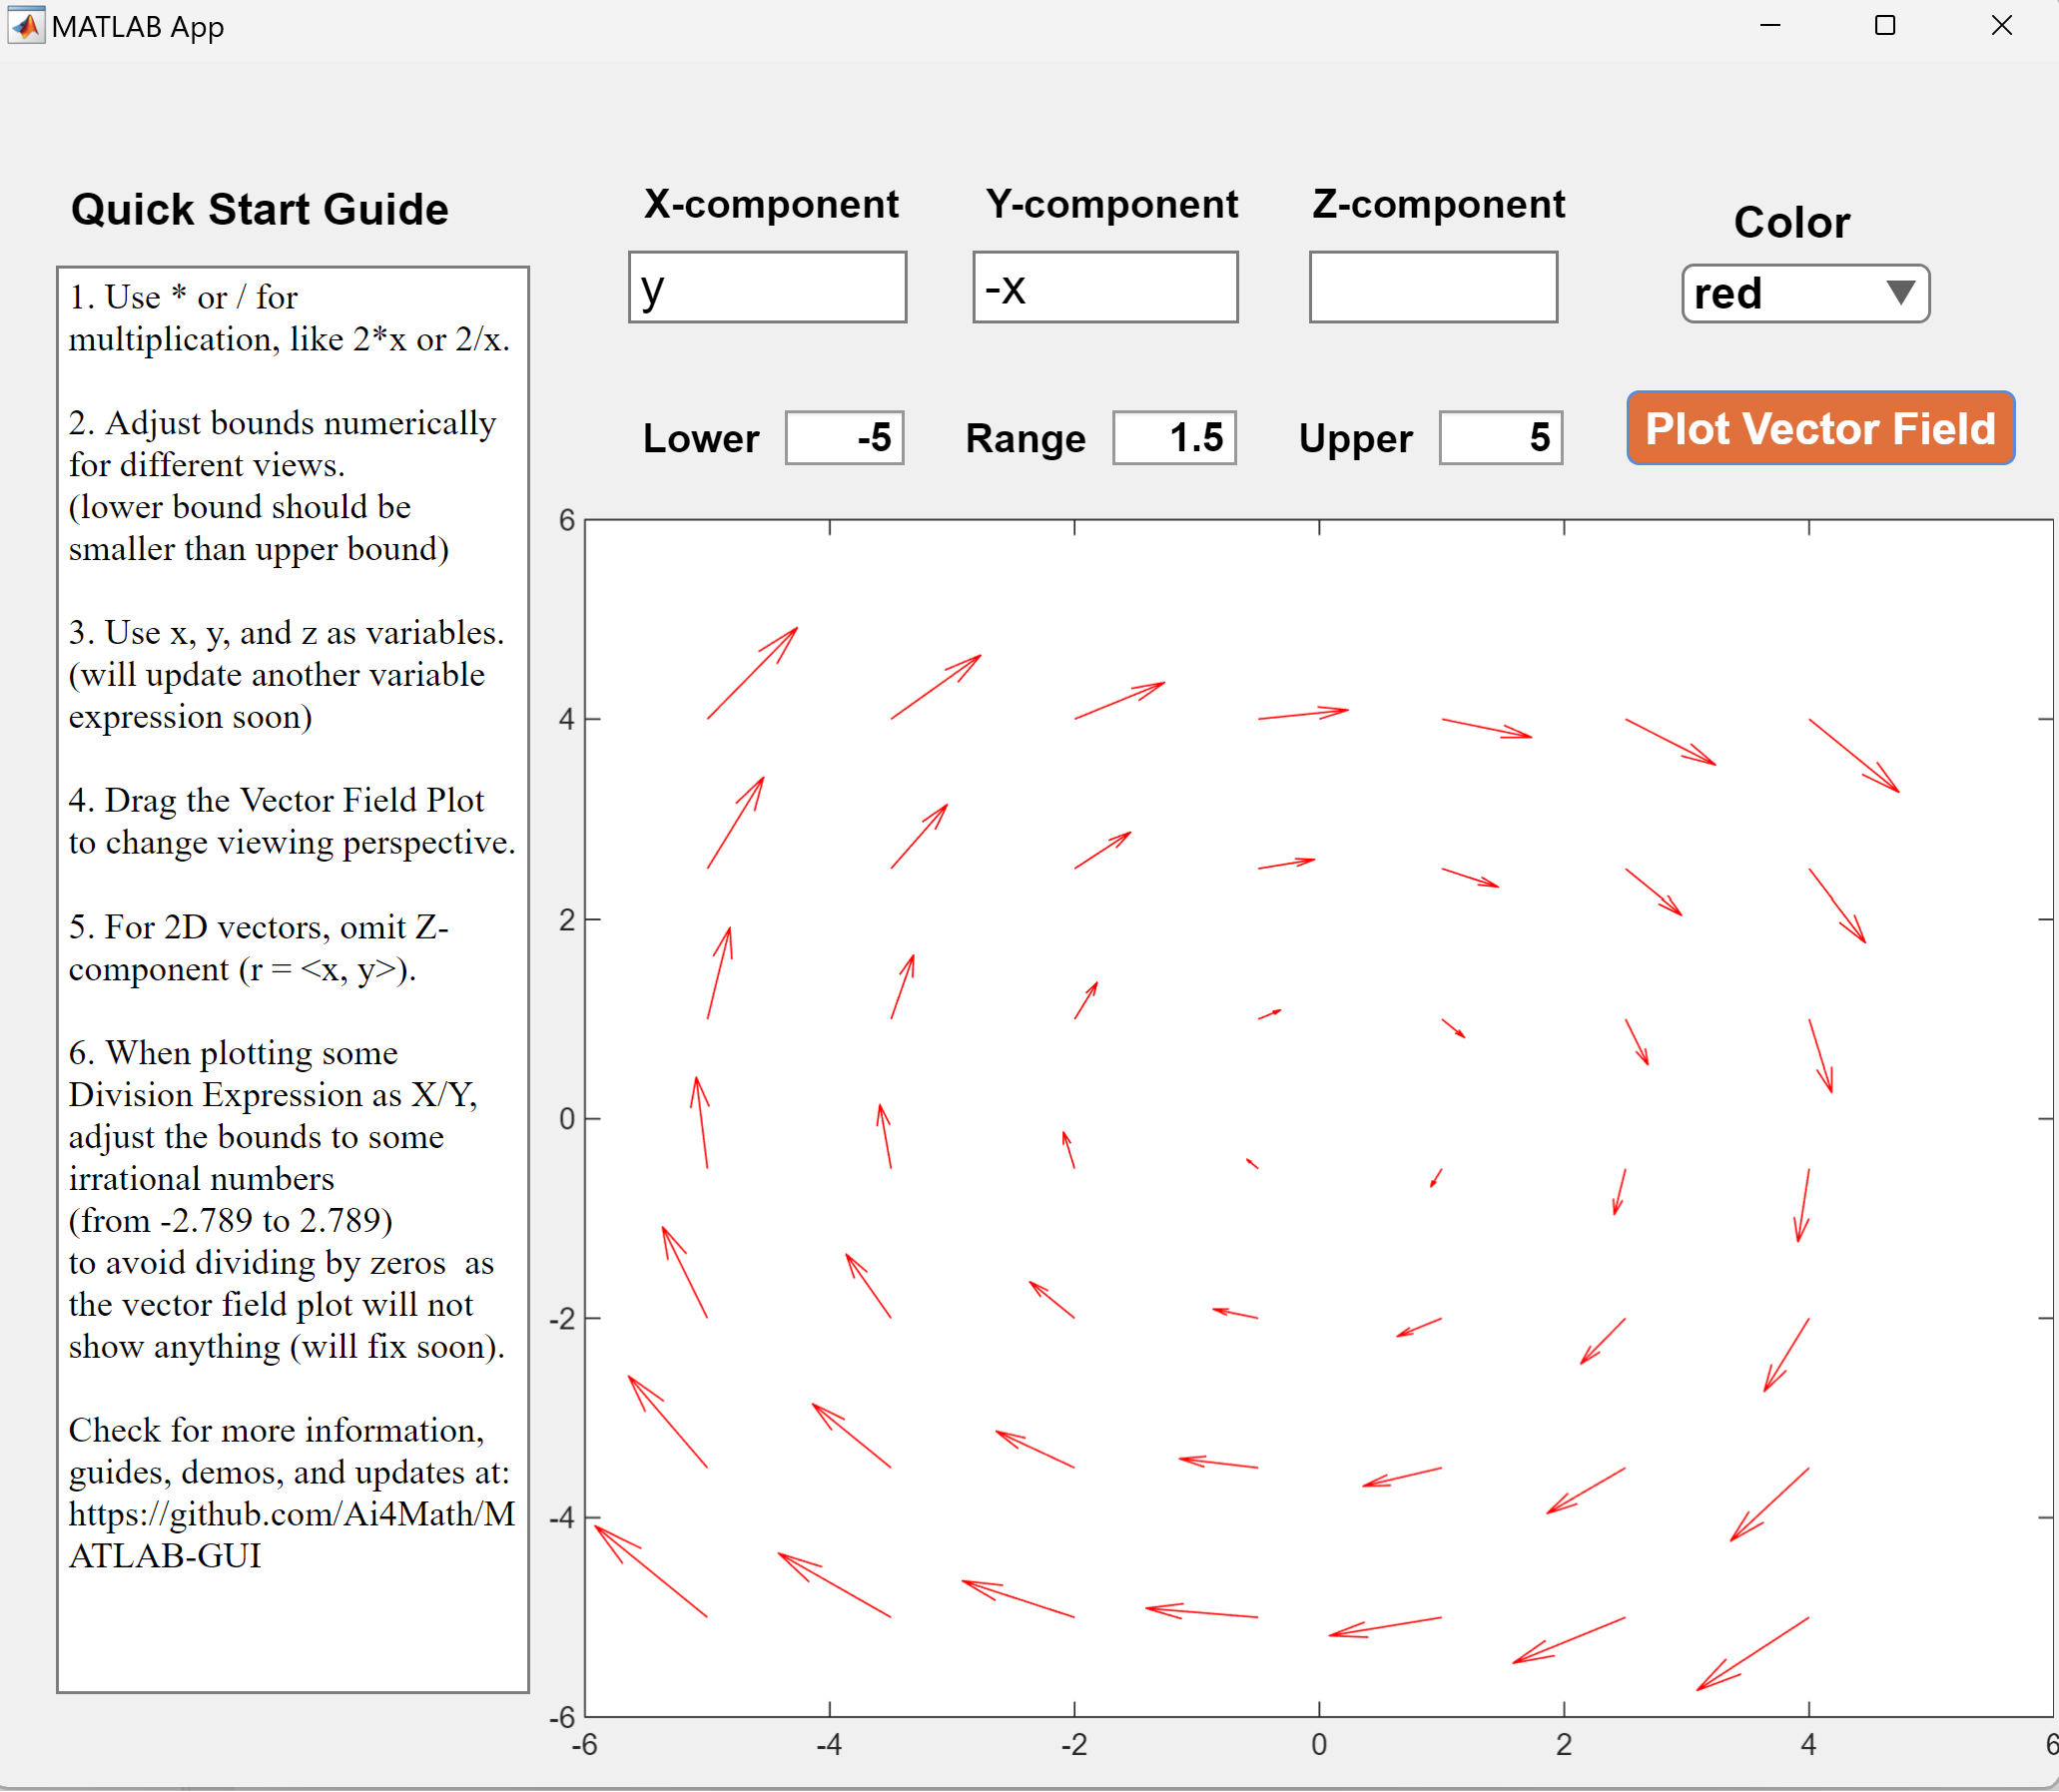 MATLAB App
Quick Start Guide
X-component
Y-component
Z-component
Color
y
-x
red
1. Use * or / for
multiplication, like 2*x or 2/x.
2. Adjust bounds numerically
for different views.
(lower bound should be
smaller than upper bound)
3. Use x, y, and z as variables.
(will update another variable
expression soon)
4. Drag the Vector Field Plot
to change viewing perspective.
5. For 2D vectors, omit Z-
component (r = <x, y>).
6. When plotting some
Division Expression as X/Y,
adjust the bounds to some
irrational numbers
(from -2.789 to 2.789)
to avoid dividing by zeros  as
the vector field plot will not
show anything (will fix soon).
Check for more information,
guides, demos, and updates at:
https://github.com/Ai4Math/M
ATLAB-GUI
Lower -5
Range 1.5
Upper 5
Plot Vector Field
6
4
2
0
-2
-4
-6
-6 -4 -2 0 2 4 6